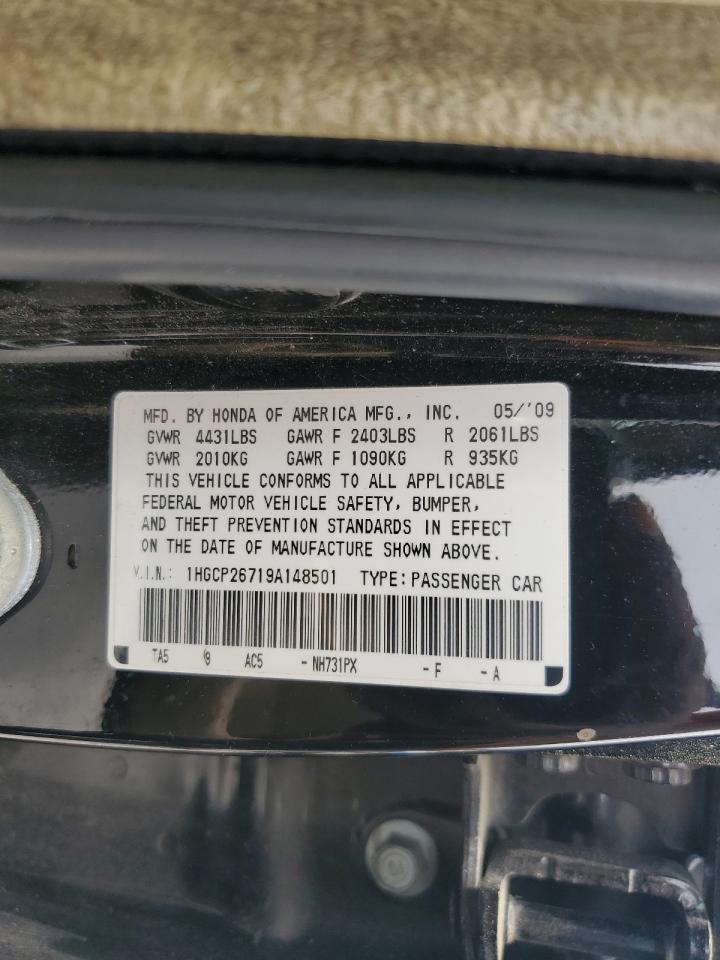 MFD. BY HONDA OF AMERICA MFG., INC. 05/'09
GVWR 4431LBS GAWR F 2403LBS R 2061LBS
GVWR 2010KG GAWR F 1090KG R 935KG
THIS VEHICLE CONFORMS TO ALL APPLICABLE
FEDERAL MOTOR VEHICLE SAFETY, BUMPER,
AND THEFT PREVENTION STANDARDS IN EFFECT
ON THE DATE OF MANUFACTURE SHOWN ABOVE.
V.I.N.: 1HGCP26719A148501 TYPE: PASSENGER CAR
TA5 9 AC5 - NH731PX - F - A